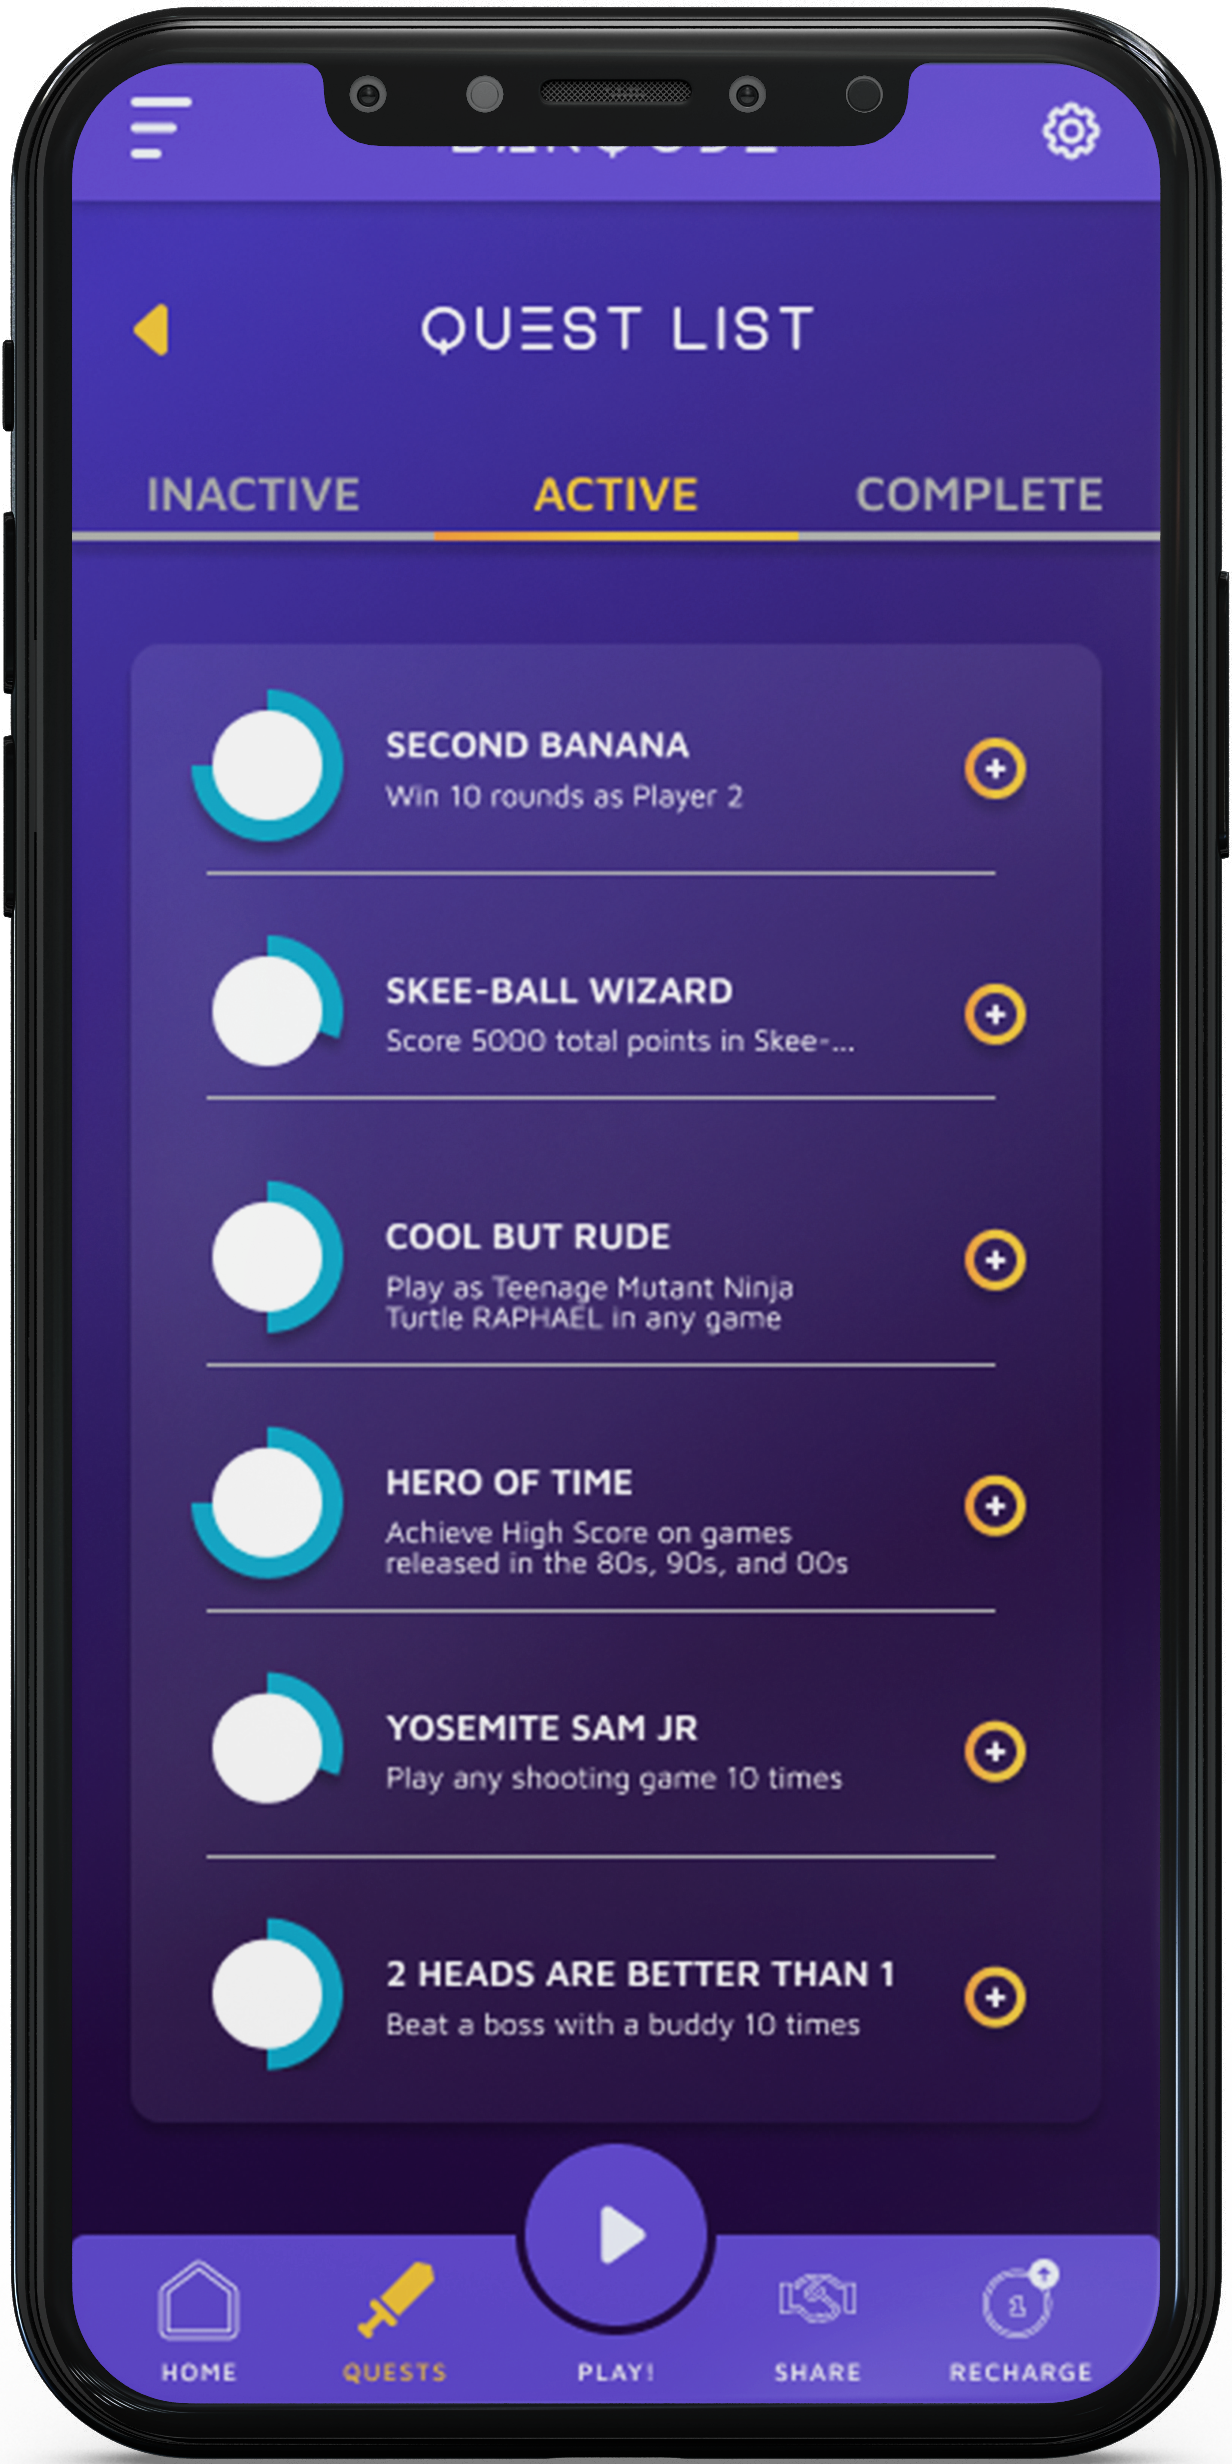 QUEST LIST
INACTIVE
ACTIVE
COMPLETE
SECOND BANANA
Win 10 rounds as Player 2
SKEE-BALL WIZARD
Score 5000 total points in Skee-...
COOL BUT RUDE
Play as Teenage Mutant Ninja
Turtle RAPHAEL in any game
HERO OF TIME
Achieve High Score on games
released in the 80s, 90s, and 00s
YOSEMITE SAM JR
Play any shooting game 10 times
2 HEADS ARE BETTER THAN 1
Beat a boss with a buddy 10 times
1
HOME
QUESTS
PLAY!
SHARE
RECHARGE